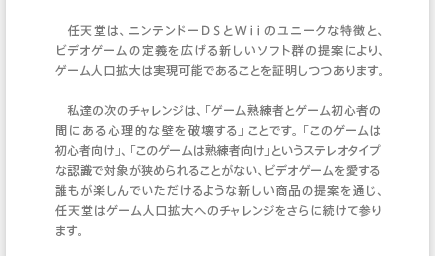 任天堂は、ニンテンドーＤＳとＷｉｉのユニークな特徴と、
ビデオゲームの定義を広げる新しいソフト群の提案により、
ゲーム人口拡大は実現可能であることを証明しつつあります。
私達の次のチャレンジは、「ゲーム熟練者とゲーム初心者の
間にある心理的な壁を破壊する」ことです。「このゲームは
初心者向け」、「このゲームは熟練者向け」というステレオタイプ
な認識で対象が狭められることがない、ビデオゲームを愛する
誰もが楽しんでいただけるような新しい商品の提案を通じ、
任天堂はゲーム人口拡大へのチャレンジをさらに続けて参り
ます。